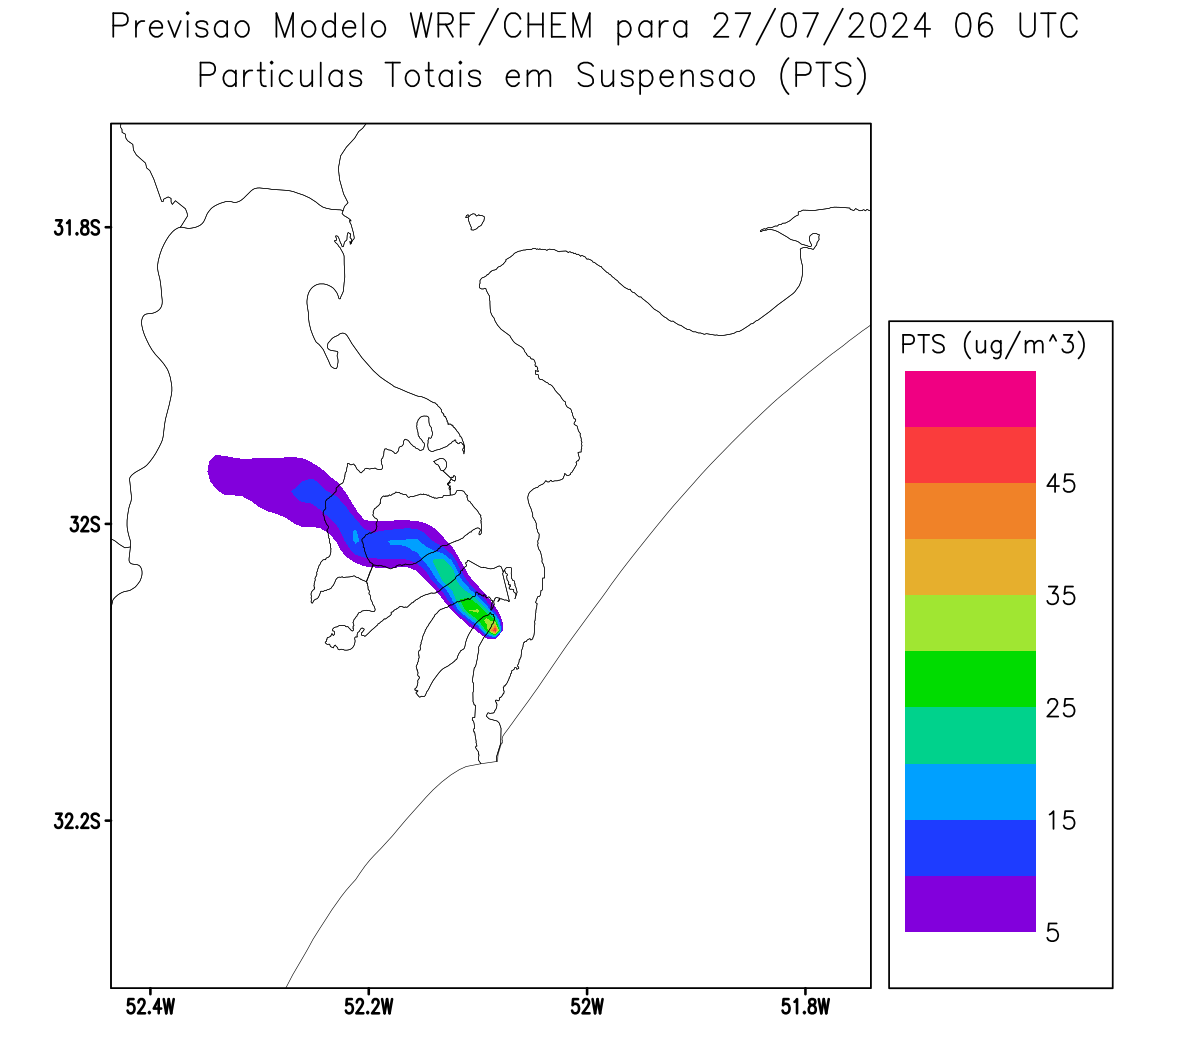 Previsao Modelo WRF/CHEM para 27/07/2024 06 UTC
Particulas Totais em Suspensao (PTS)
31.8S
32S
32.2S
52.4W
52.2W
52W
51.8W
PTS (ug/m^3)
45
35
25
15
5